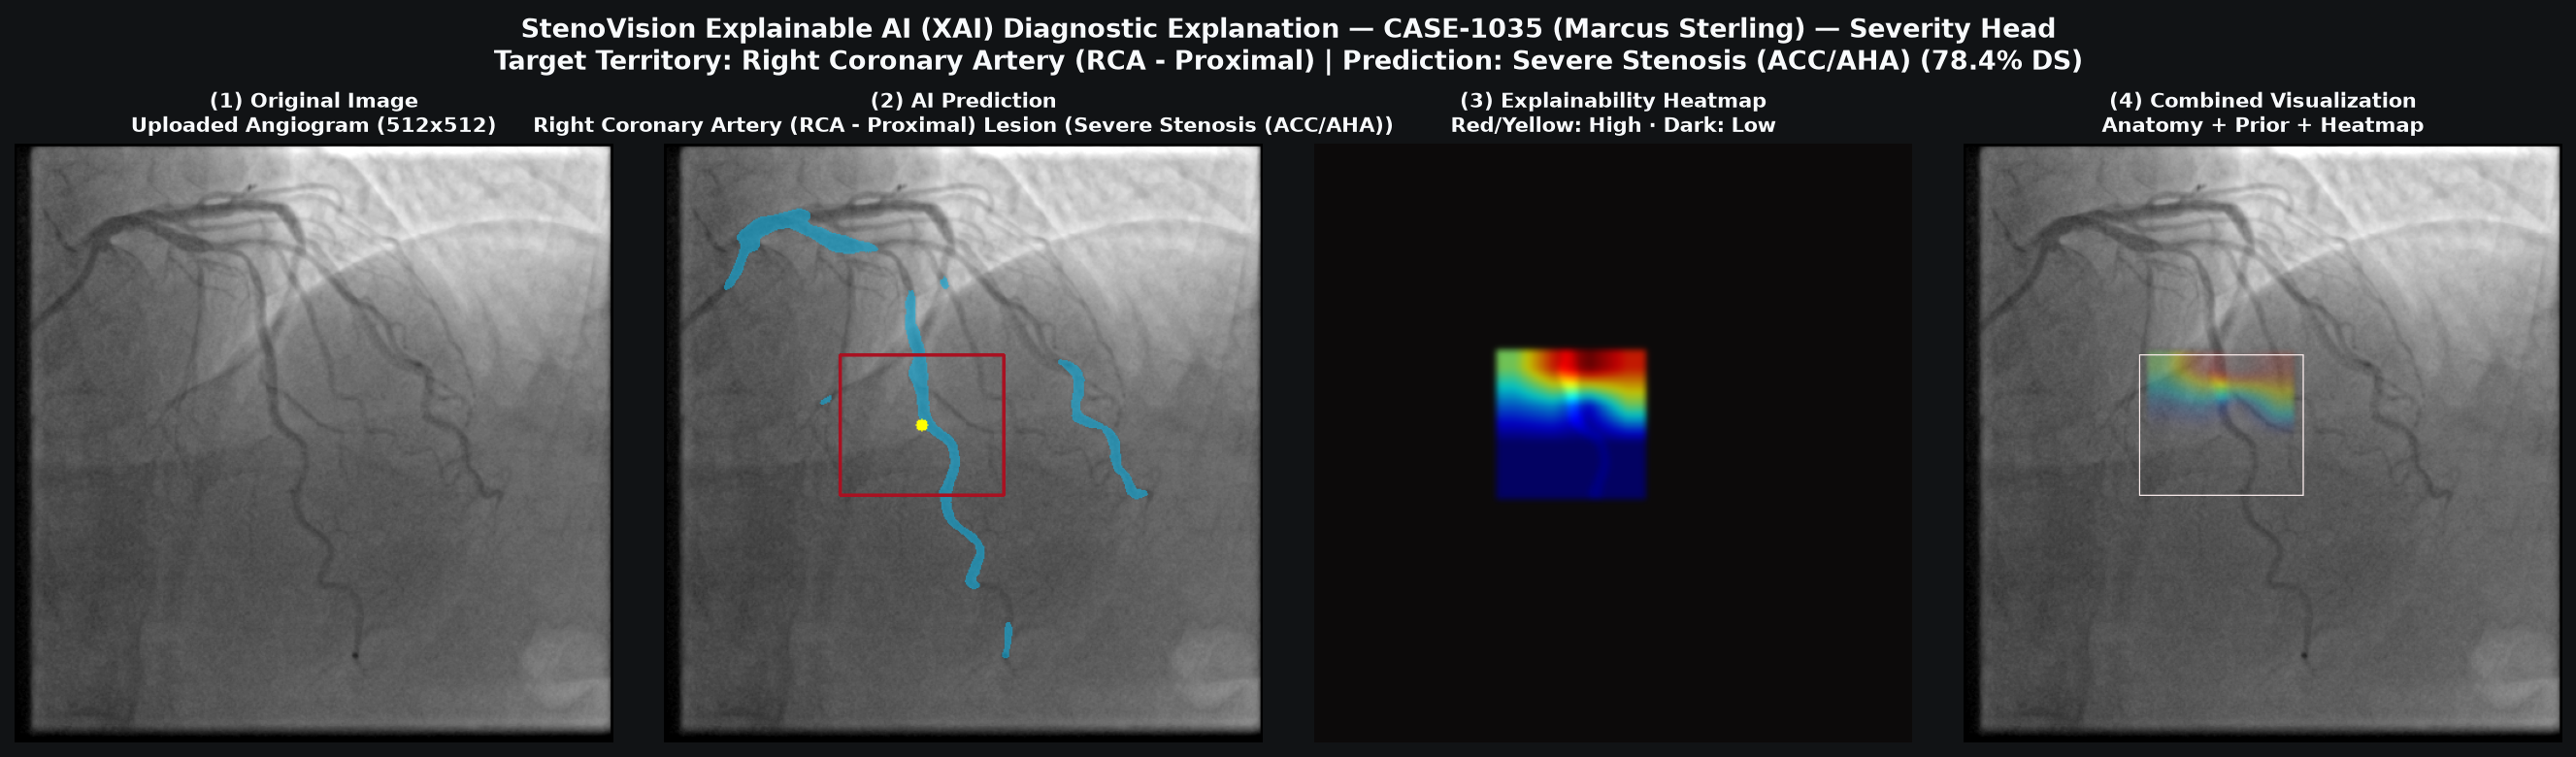 StenoVision Explainable AI (XAI) Diagnostic Explanation — CASE-1035 (Marcus Sterling) — Severity Head
Target Territory: Right Coronary Artery (RCA - Proximal) | Prediction: Severe Stenosis (ACC/AHA) (78.4% DS)
(1) Original Image
Uploaded Angiogram (512x512)
(2) AI Prediction
Right Coronary Artery (RCA - Proximal) Lesion (Severe Stenosis (ACC/AHA))
(3) Explainability Heatmap
Red/Yellow: High · Dark: Low
(4) Combined Visualization
Anatomy + Prior + Heatmap